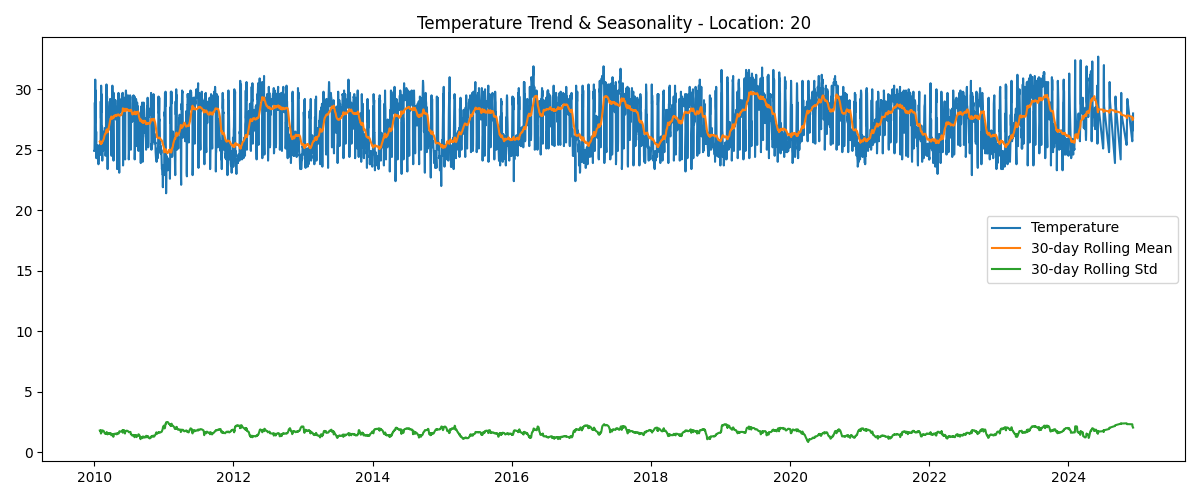 Temperature Trend & Seasonality - Location: 20
30
25
20
15
10
5
0
Temperature
30-day Rolling Mean
30-day Rolling Std
2010 2012 2014 2016 2018 2020 2022 2024